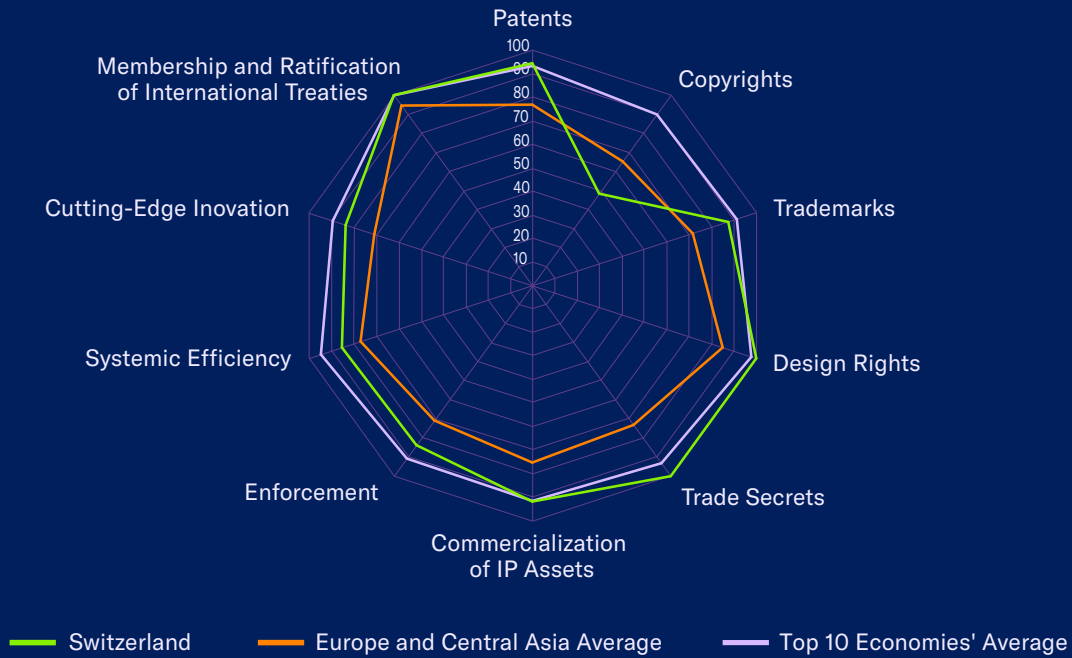 Patents
Membership and Ratification
of International Treaties
Copyrights
Cutting-Edge Inovation
Trademarks
Systemic Efficiency
Design Rights
Enforcement
Trade Secrets
Commercialization
of IP Assets
100
90
80
70
60
50
40
30
20
10
Switzerland
Europe and Central Asia Average
Top 10 Economies' Average